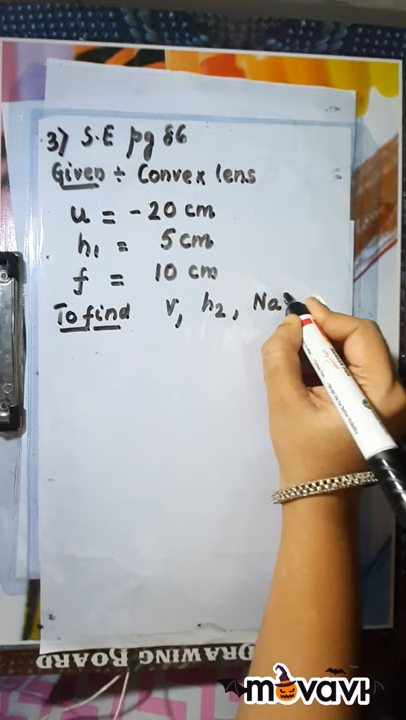 3) S.E pg 86
Given ÷ Convex lens
u = -20 cm
h1 = 5 cm
f = 10 cm
To find v, h2, Na
DRAWING BOARD
movavi